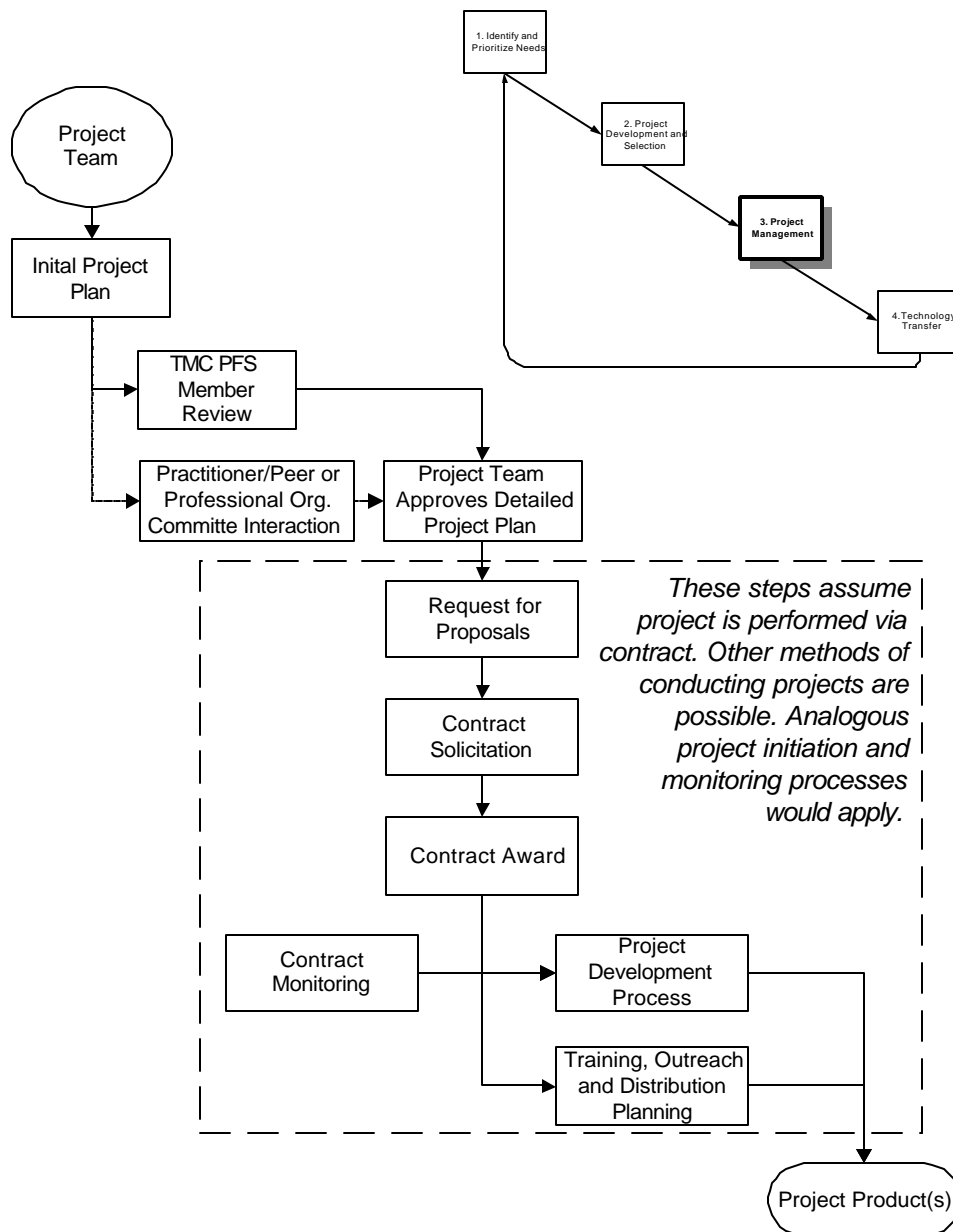 1. Identify and
Prioritize Needs
2. Project
Development and
Selection
3. Project
Management
4.Technology
Transfer
Project
Team
Inital Project
Plan
TMC PFS
Member
Review
Practitioner/Peer or
Professional Org.
Committe Interaction
Project Team
Approves Detailed
Project Plan
Request for
Proposals
These steps assume
project is performed via
contract. Other methods of
conducting projects are
possible. Analogous
project initiation and
monitoring processes
would apply.
Contract
Solicitation
Contract Award
Contract
Monitoring
Project
Development
Process
Training, Outreach
and Distribution
Planning
Project Product(s)